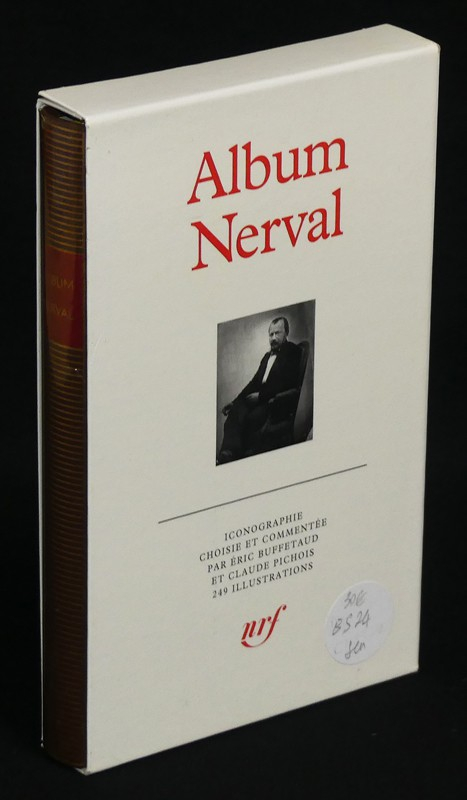 Album
Nerval
ICONOGRAPHIE
CHOISIE ET COMMENTÉE
PAR ÉRIC BUFFETAUD
ET CLAUDE PICHOIS
249 ILLUSTRATIONS
nrf